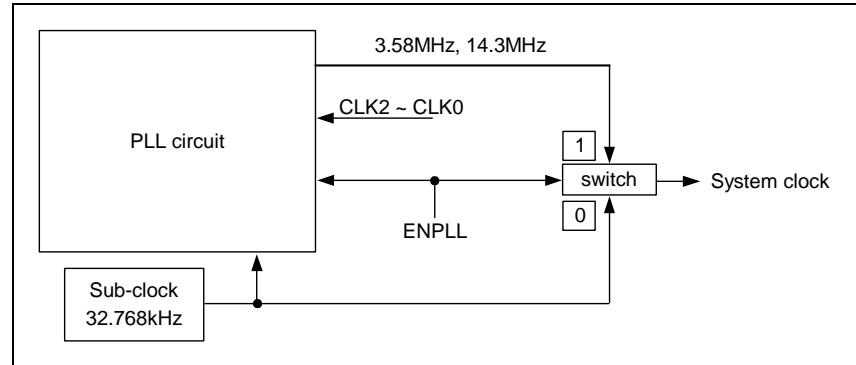 3.58MHz, 14.3MHz
CLK2 ~ CLK0
PLL circuit
1
switch
System clock
0
ENPLL
Sub-clock
32.768kHz